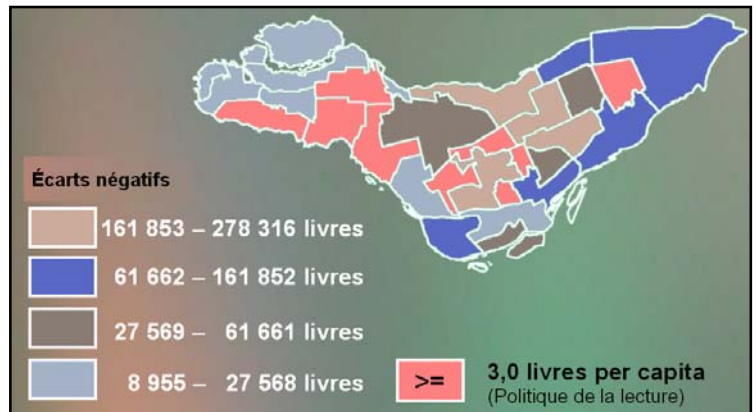 Écarts négatifs
161 853 – 278 316 livres
61 662 – 161 852 livres
27 569 – 61 661 livres
8 955 – 27 568 livres
>= 3,0 livres per capita
(Politique de la lecture)